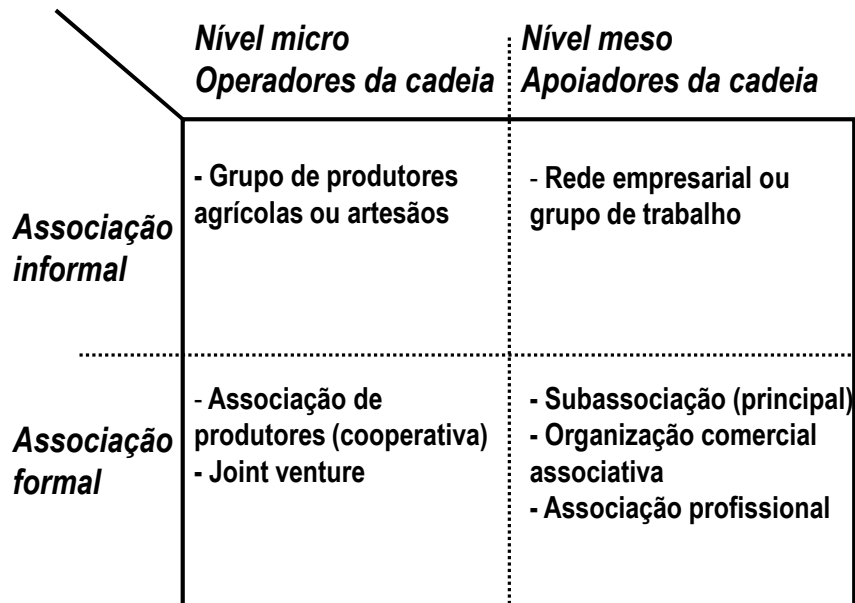 Nível micro
Operadores da cadeia
Nível meso
Apoiadores da cadeia
Associação
informal
- Grupo de produtores
agrícolas ou artesãos
- Rede empresarial ou
grupo de trabalho
Associação
formal
- Associação de
produtores (cooperativa)
- Joint venture
- Subassociação (principal)
- Organização comercial
associativa
- Associação profissional